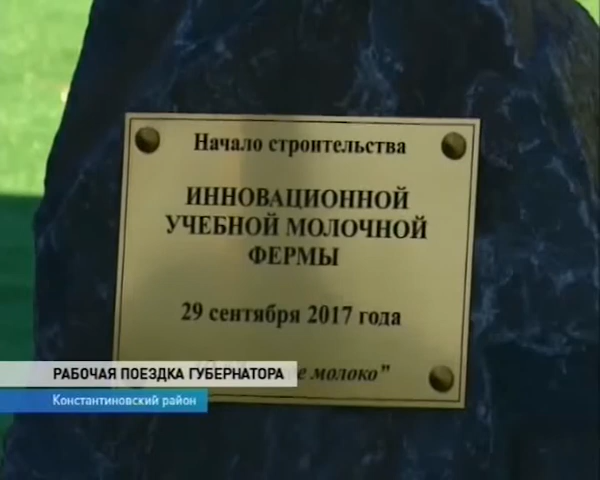 Начало строительства
ИННОВАЦИОННОЙ
УЧЕБНОЙ МОЛОЧНОЙ
ФЕРМЫ
29 сентября 2017 года
молоко"
РАБОЧАЯ ПОЕЗДКА ГУБЕРНАТОРА
Константиновский район